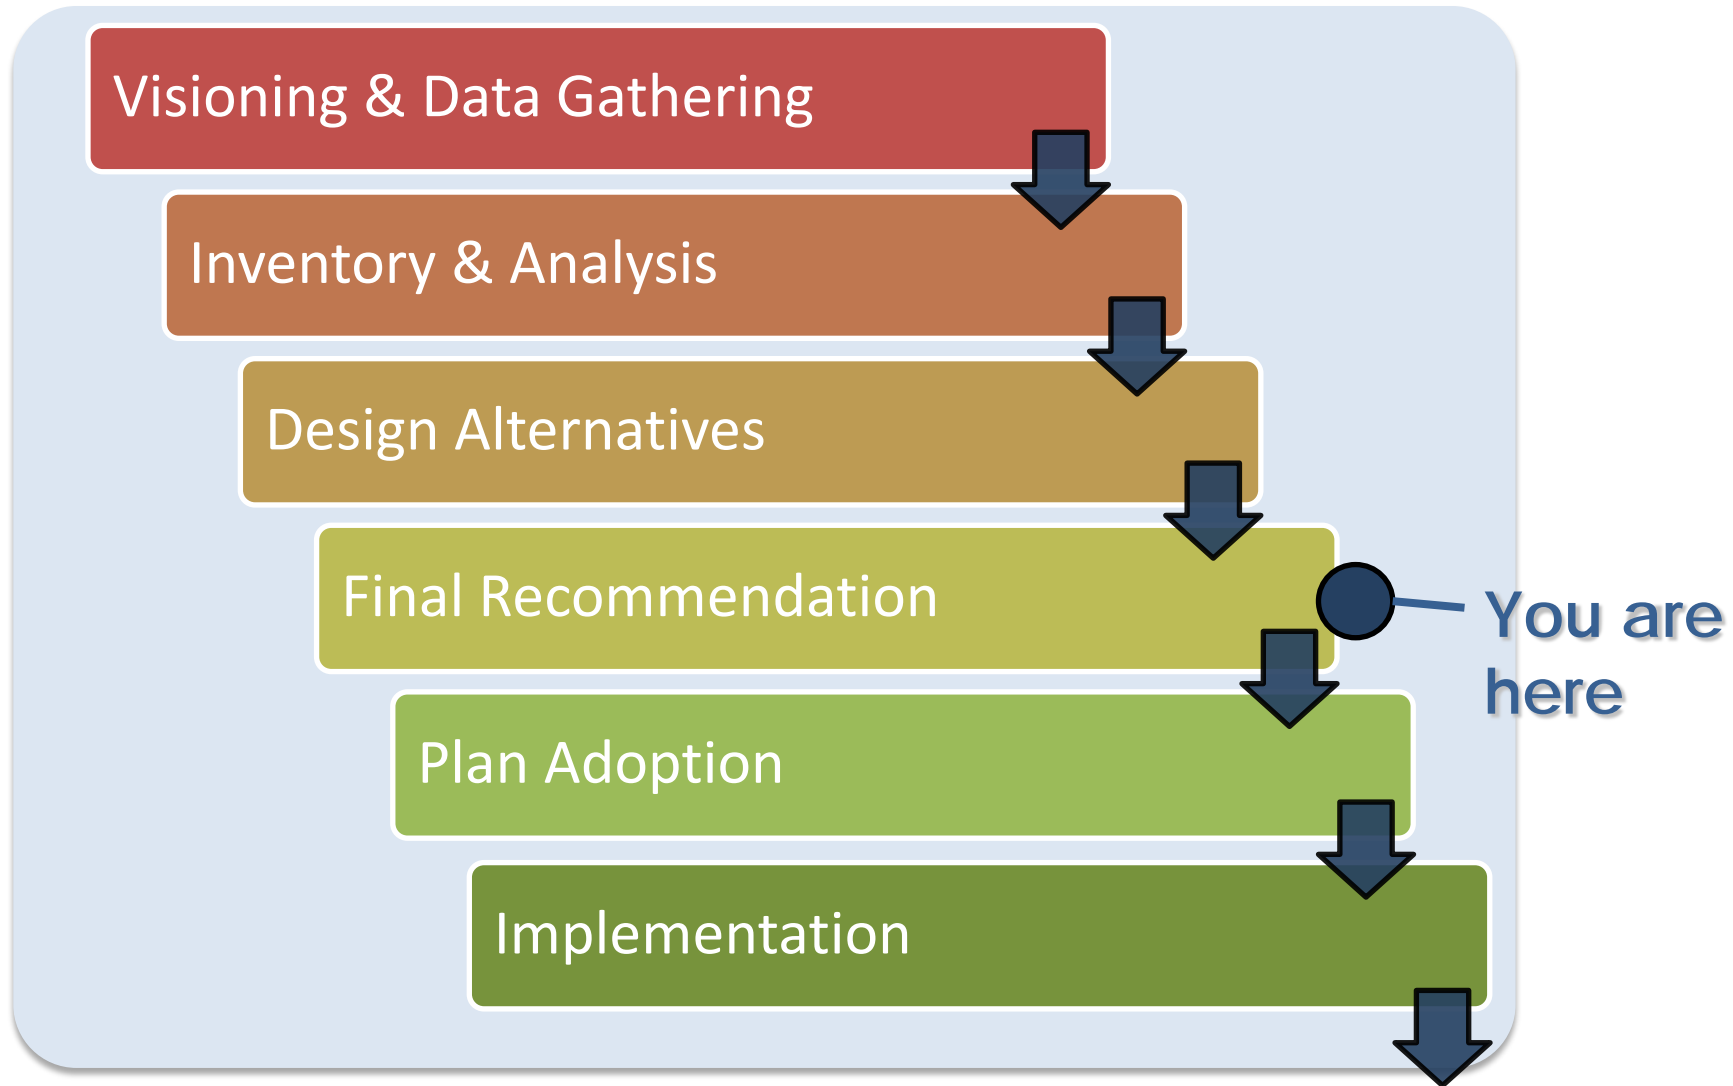 Visioning & Data Gathering
Inventory & Analysis
Design Alternatives
Final Recommendation
You are
here
Plan Adoption
Implementation